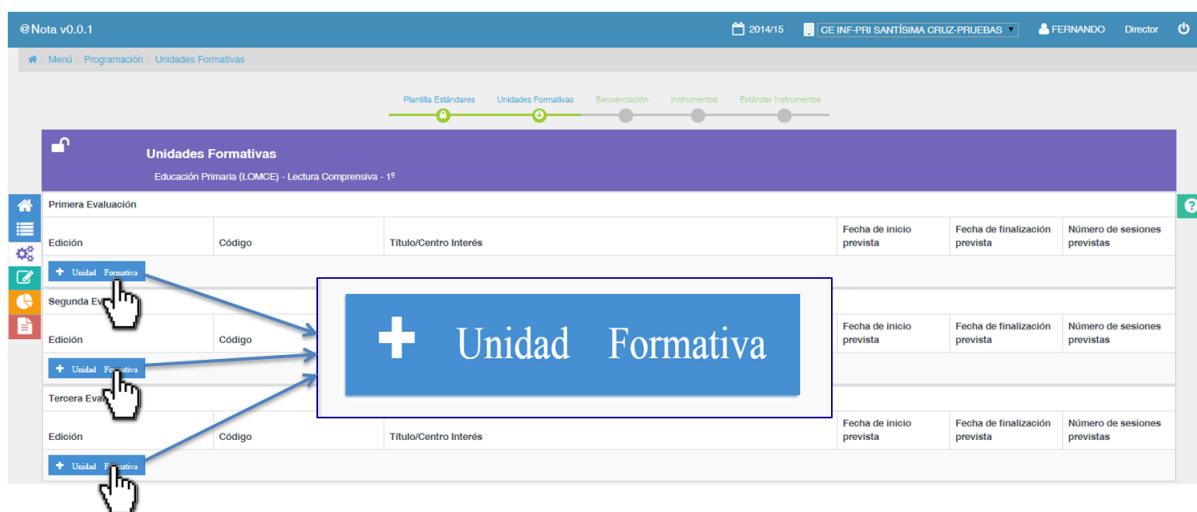 @Nota v0.0.1 2014/15 CE INF-PRI SANTÍSIMA CRUZ-PRUEBAS FERNANDO Director
/ Menú / Programación / Unidades Formativas
Plantilla Estándares Unidades Formativas Secuenciación Instrumentos Estándar Instrumentos
Unidades Formativas
Educación Primaria (LOMCE) - Lectura Comprensiva - 1º
Primera Evaluación
Edición Código Título/Centro Interés Fecha de inicio prevista Fecha de finalización prevista Número de sesiones previstas
+ Unidad Formativa
Segunda
Edición Código Fecha de inicio prevista Fecha de finalización prevista Número de sesiones previstas
+ Unidad Formativa
+ Unidad Formativa
Tercera
Edición Código Título/Centro Interés Fecha de inicio prevista Fecha de finalización prevista Número de sesiones previstas
+ Unidad Formativa